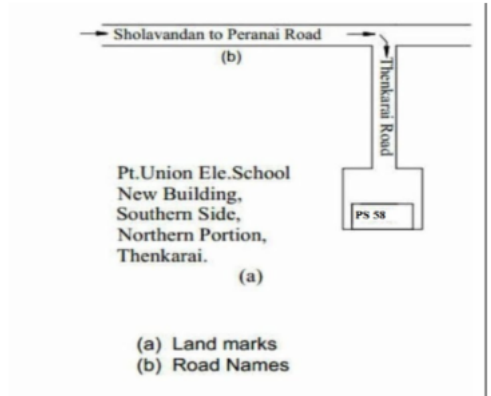 Sholavandan to Peranai Road
(b)
Thenkarai Road
Pt.Union Ele.School
New Building,
Southern Side,
Northern Portion,
Thenkarai.
(a)
PS 58
(a) Land marks
(b) Road Names